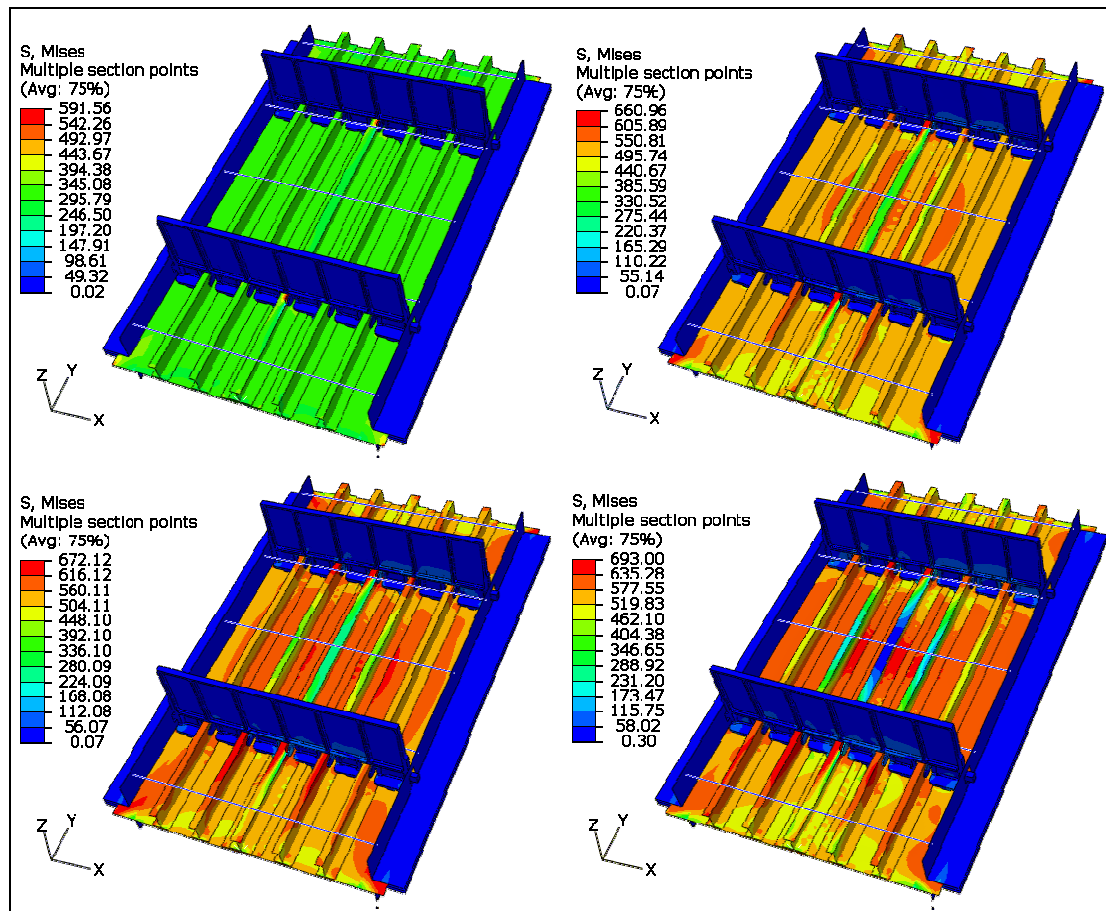 S, Mises
Multiple section points
(Avg: 75%)
591.56
542.26
492.97
443.67
394.38
345.08
295.79
246.50
197.20
147.91
98.61
49.32
0.02
Z
Y
X
S, Mises
Multiple section points
(Avg: 75%)
660.96
605.89
550.81
495.74
440.67
385.59
330.52
275.44
220.37
165.29
110.22
55.14
0.07
Z
Y
X
S, Mises
Multiple section points
(Avg: 75%)
672.12
616.12
560.11
504.11
448.10
392.10
336.10
280.09
224.09
168.08
112.08
56.07
0.07
Z
Y
X
S, Mises
Multiple section points
(Avg: 75%)
693.00
635.28
577.55
519.83
462.10
404.38
346.65
288.92
231.20
173.47
115.75
58.02
0.30
Z
Y
X